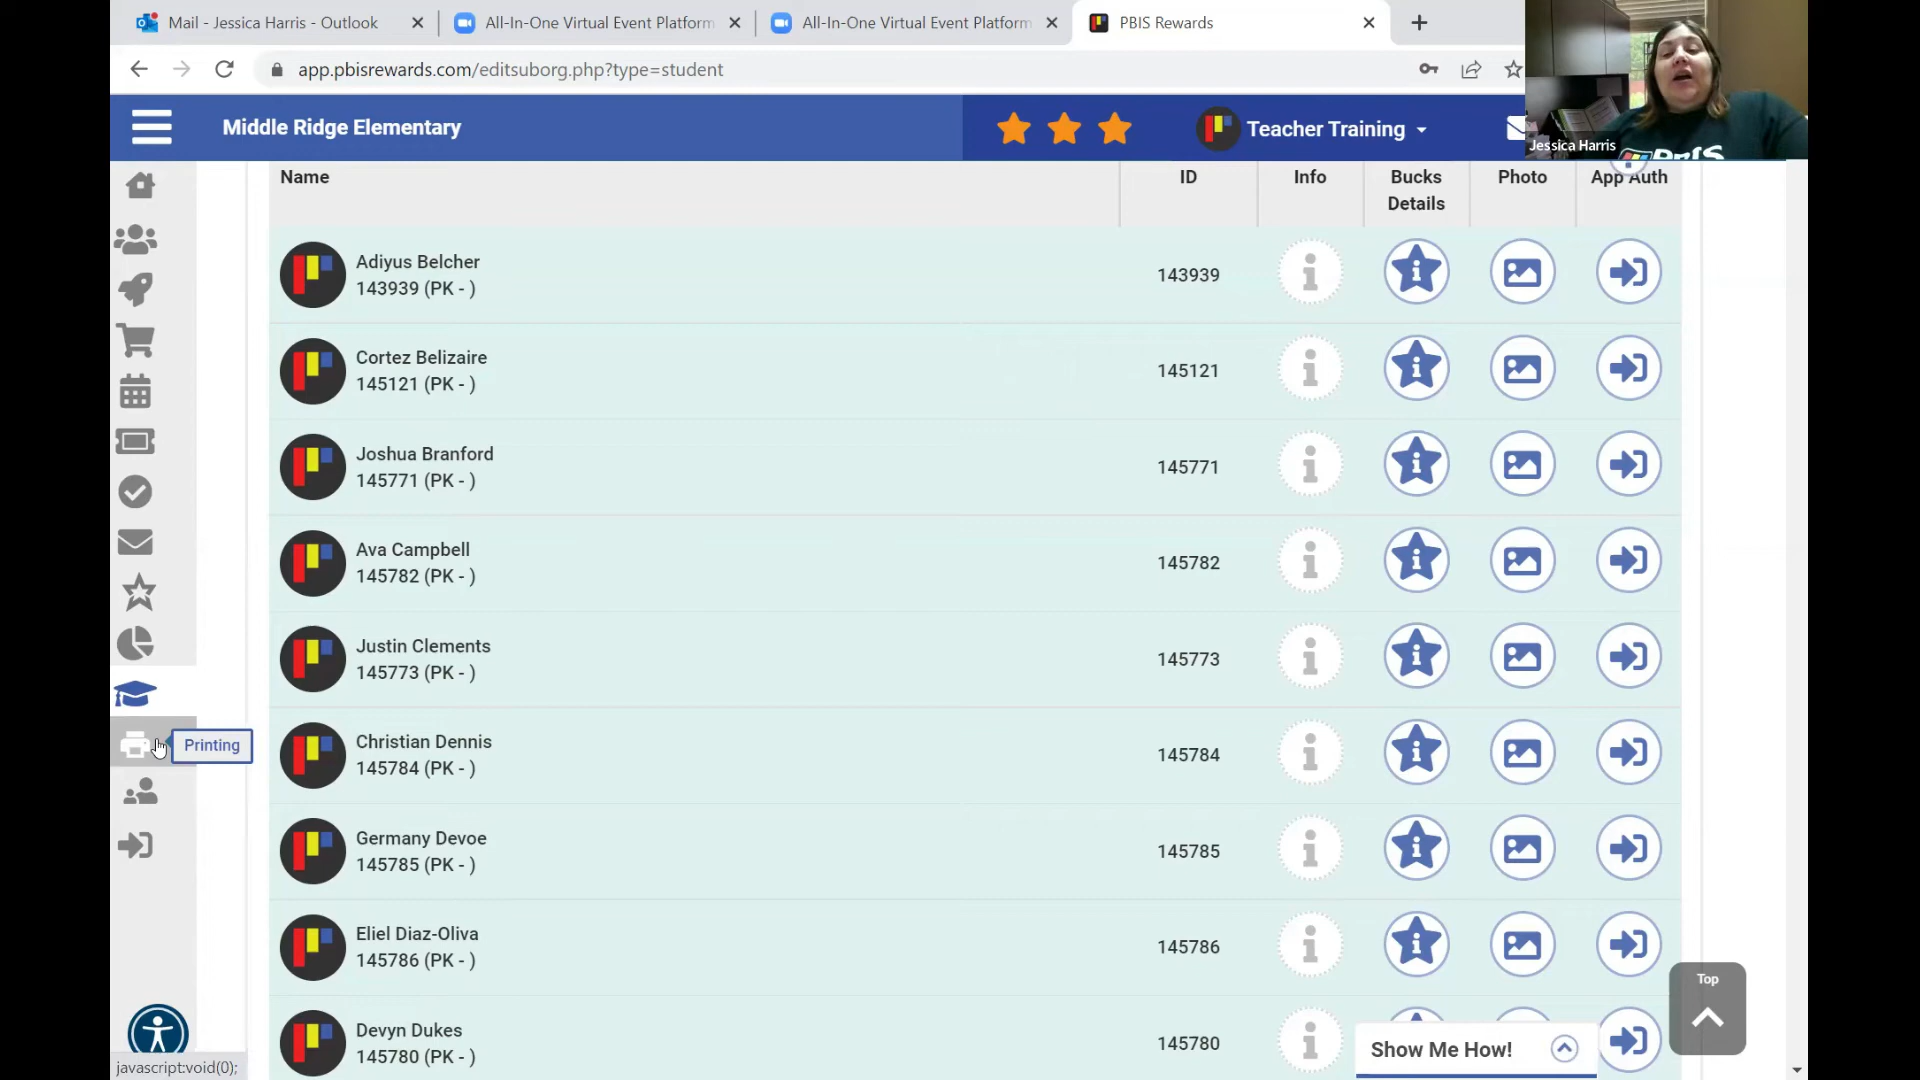 Mail - Jessica Harris - Outlook
All-In-One Virtual Event Platform
All-In-One Virtual Event Platform
PBIS Rewards
app.pbisrewards.com/editsuborg.php?type=student
Middle Ridge Elementary
Teacher Training
Jessica Harris
PBIS
Name
ID
Info
Bucks
Details
Photo
App Auth
Adiyus Belcher
143939 (PK - )
143939
Cortez Belizaire
145121 (PK - )
145121
Joshua Branford
145771 (PK - )
145771
Ava Campbell
145782 (PK - )
145782
Justin Clements
145773 (PK - )
145773
Christian Dennis
145784 (PK - )
145784
Printing
Germany Devoe
145785 (PK - )
145785
Eliel Diaz-Oliva
145786 (PK - )
145786
Top
Devyn Dukes
145780 (PK - )
145780
Show Me How!
javascript:void(0);